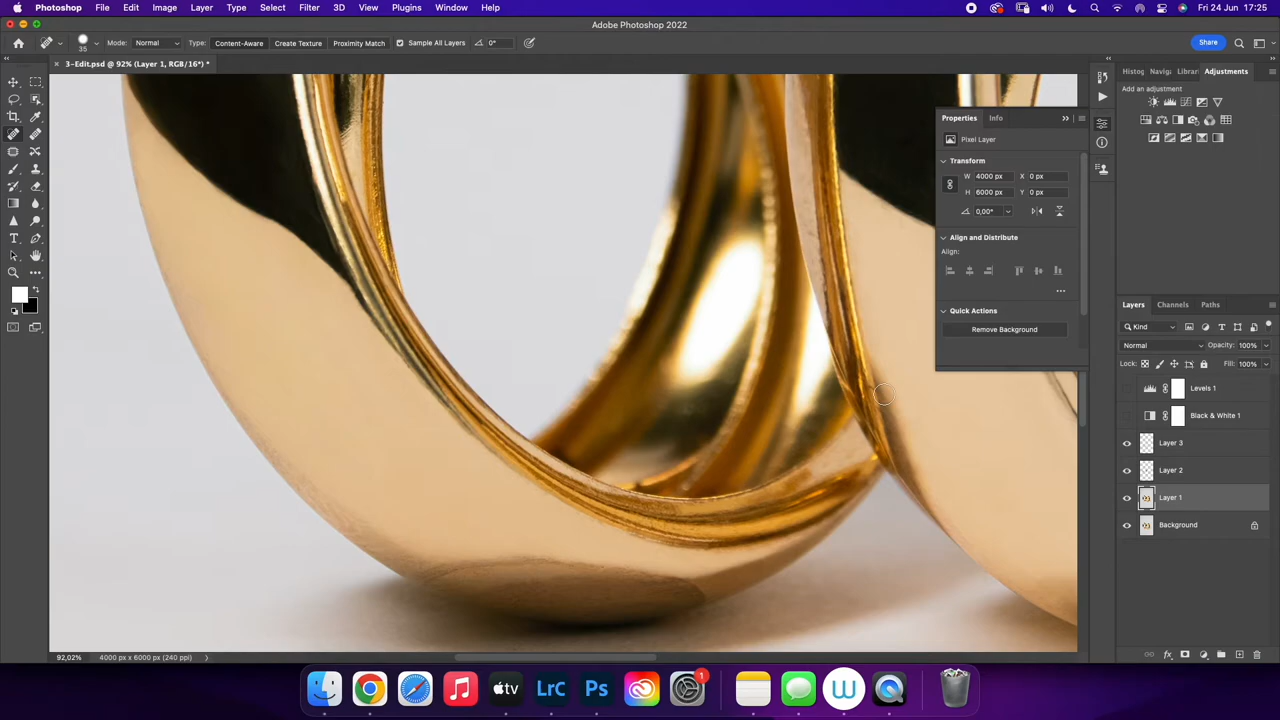 Photoshop File Edit Image Layer Type Select Filter 3D View Plugins Window Help Fri 24 Jun 17:25
Adobe Photoshop 2022
35 Mode: Normal Type: Content-Aware Create Texture Proximity Match Sample All Layers 0° Share
3-Edit.psd @ 92% (Layer 1, RGB/16*) *
Histog Naviga Librar Adjustments
Add an adjustment
Properties Info
Pixel Layer
Transform
W 4000 px X 0 px
H 6000 px Y 0 px
0,00°
Align and Distribute
Align:
Quick Actions
Remove Background
Layers Channels Paths
Kind
Normal Opacity: 100%
Lock: Fill: 100%
Levels 1
Black & White 1
Layer 3
Layer 2
Layer 1
Background
92,02% 4000 px x 6000 px (240 ppi)
tv LrC Ps 1 W